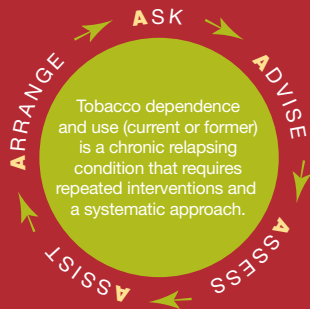 ASK
ADVISE
ASSESS
ASSIST
ARRANGE
Tobacco dependence
and use (current or former)
is a chronic relapsing
condition that requires
repeated interventions and
a systematic approach.